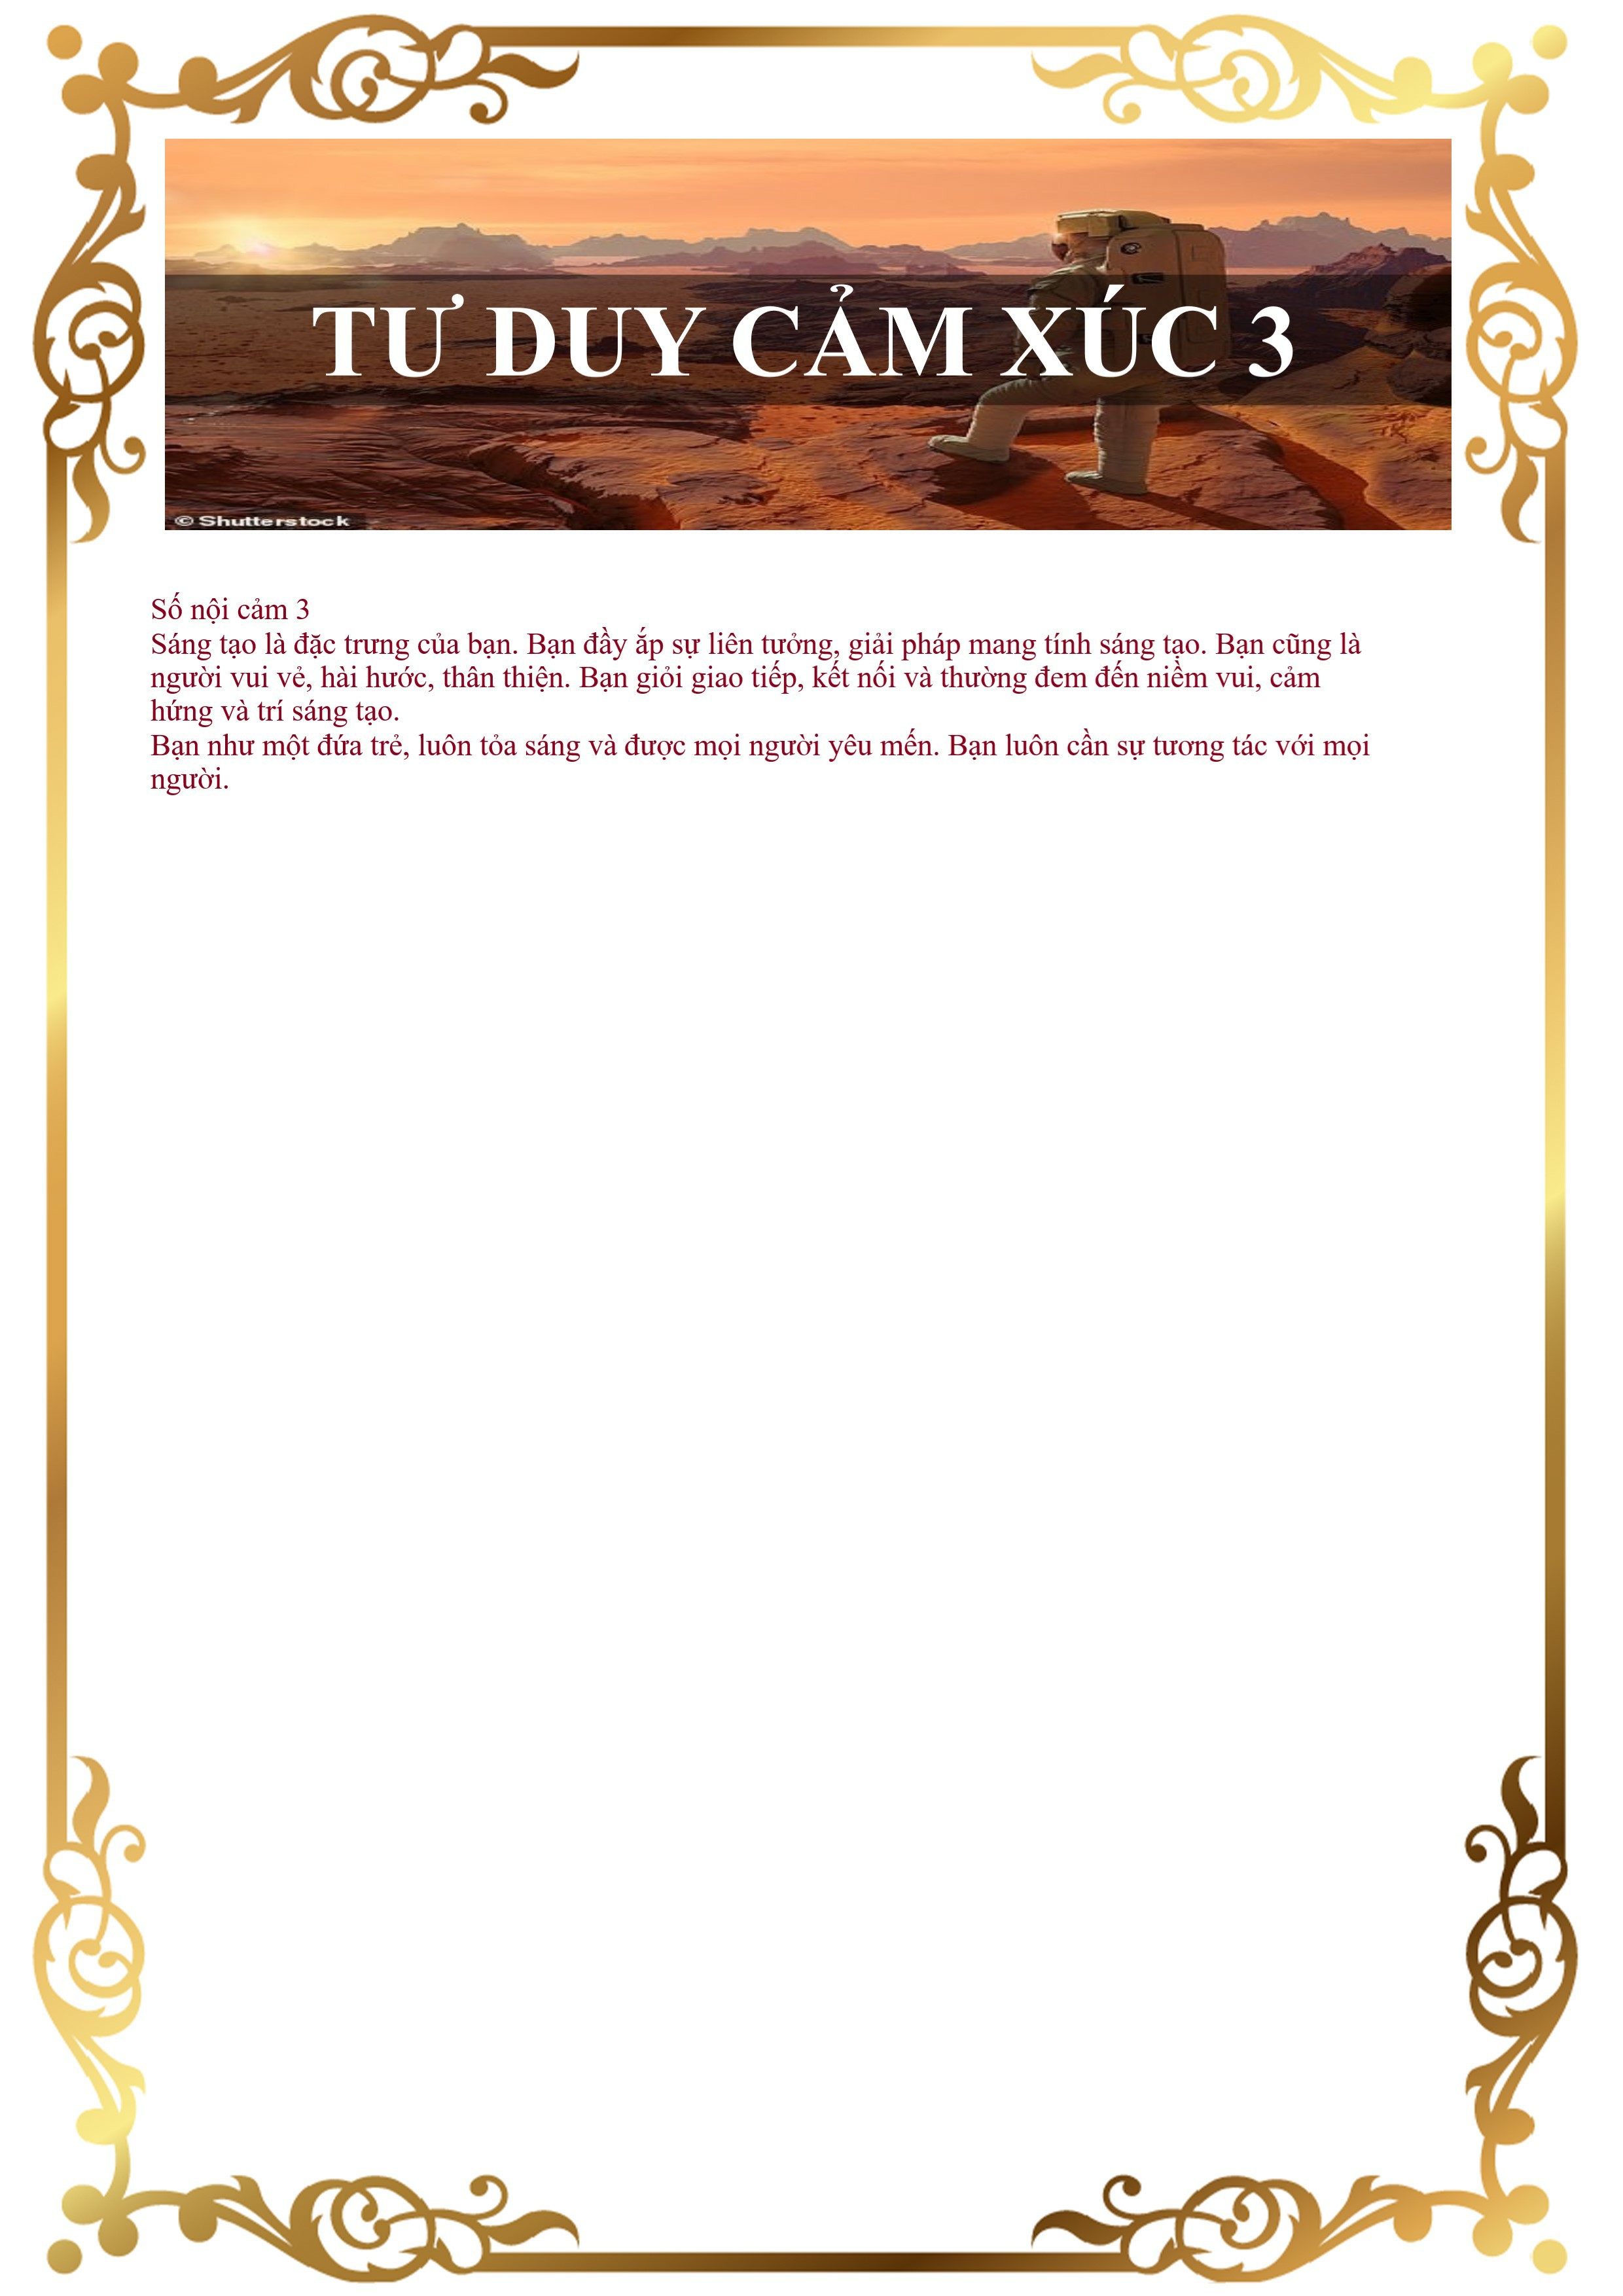 TƯ DUY CẢM XÚC 3
© Shutterstock
Số nội cảm 3
Sáng tạo là đặc trưng của bạn. Bạn đầy ắp sự liên tưởng, giải pháp mang tính sáng tạo. Bạn cũng là
người vui vẻ, hài hước, thân thiện. Bạn giỏi giao tiếp, kết nối và thường đem đến niềm vui, cảm
hứng và trí sáng tạo.
Bạn như một đứa trẻ, luôn tỏa sáng và được mọi người yêu mến. Bạn luôn cần sự tương tác với mọi
người.